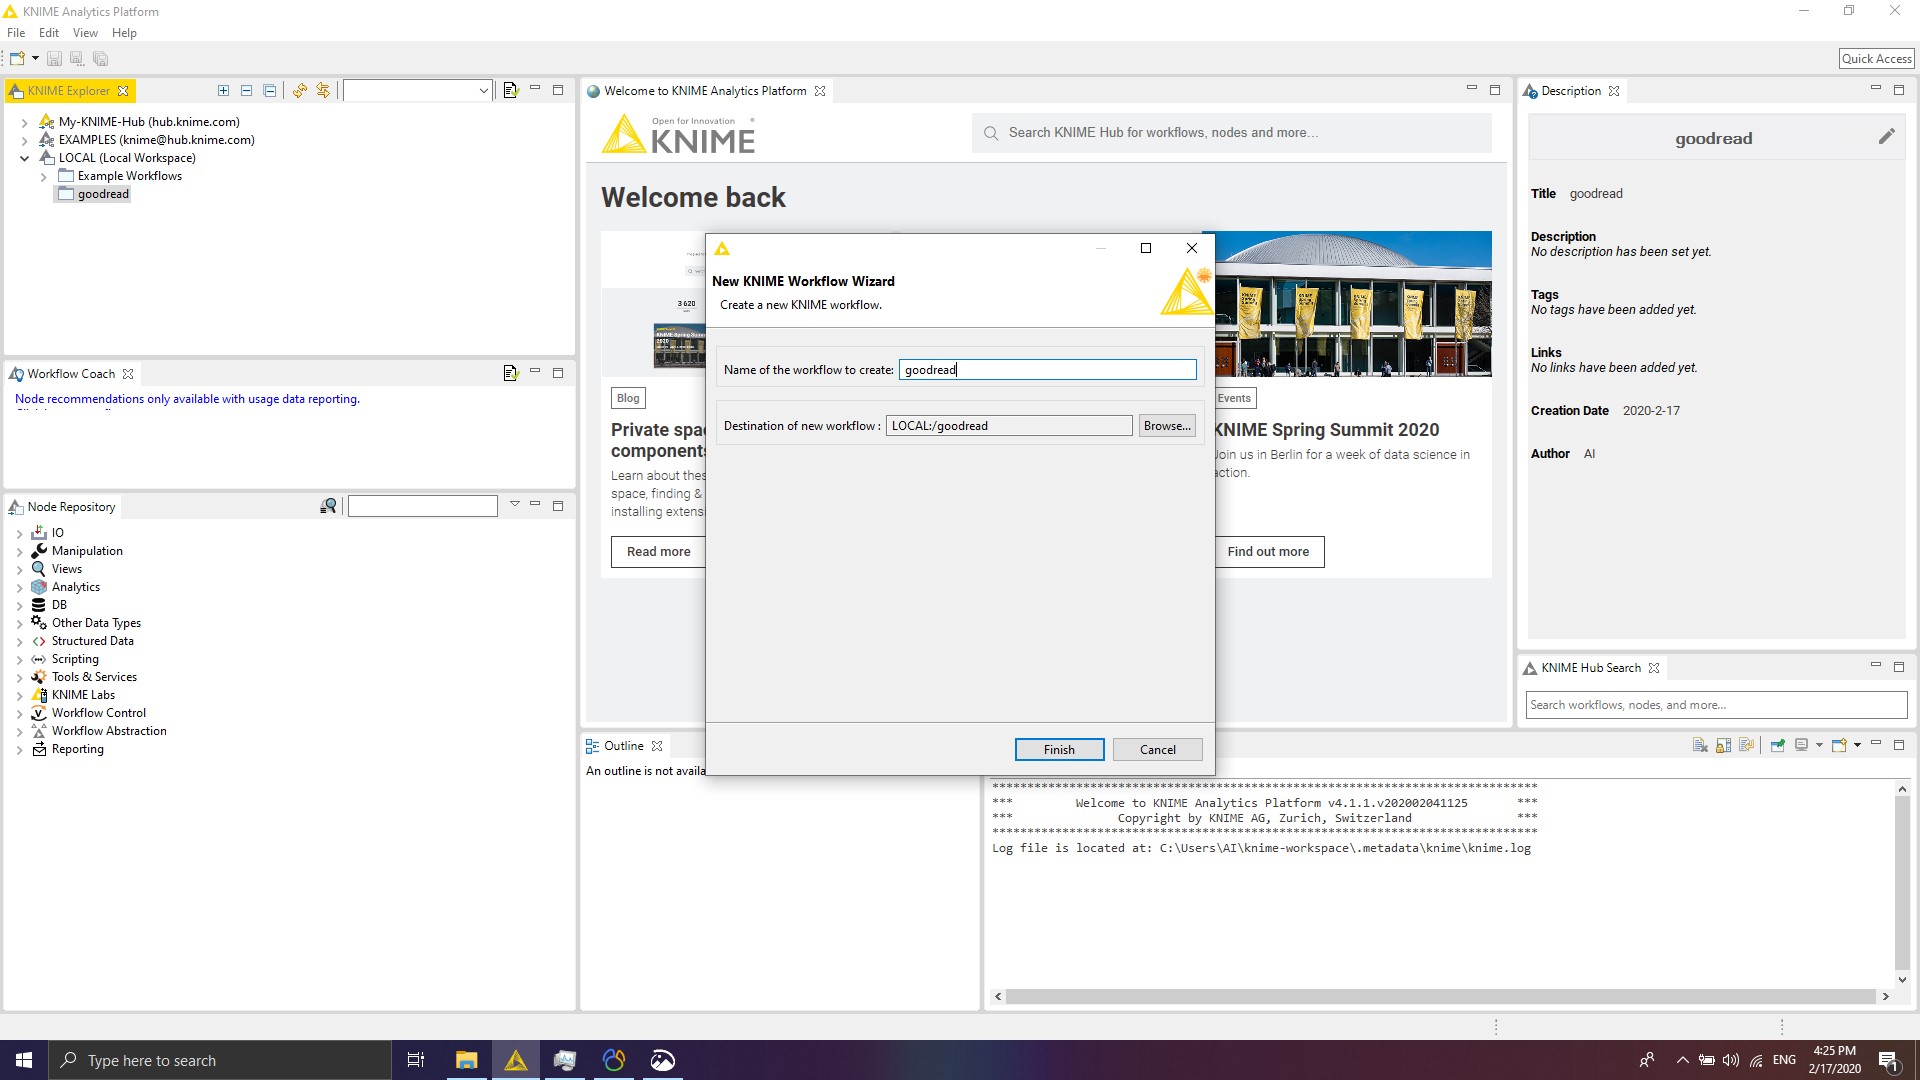 KNIME Analytics Platform
File Edit View Help
Quick Access
KNIME Explorer
My-KNIME-Hub (hub.knime.com)
EXAMPLES (knime@hub.knime.com)
LOCAL (Local Workspace)
Example Workflows
goodread
Workflow Coach
Node recommendations only available with usage data reporting.
Node Repository
IO
Manipulation
Views
Analytics
DB
Other Data Types
Structured Data
Scripting
Tools & Services
KNIME Labs
Workflow Control
Workflow Abstraction
Reporting
Welcome to KNIME Analytics Platform
Open for Innovation
KNIME
Search KNIME Hub for workflows, nodes and more...
Welcome back
3 620
Blog
Private spa
components
Learn about thes
space, finding &
installing extens
Read more
New KNIME Workflow Wizard
Create a new KNIME workflow.
Name of the workflow to create: goodread
Destination of new workflow : LOCAL:/goodread Browse...
Finish Cancel
Events
KNIME Spring Summit 2020
Join us in Berlin for a week of data science in
action.
Find out more
Description
goodread
Title goodread
Description
No description has been set yet.
Tags
No tags have been added yet.
Links
No links have been added yet.
Creation Date 2020-2-17
Author AI
KNIME Hub Search
Search workflows, nodes, and more...
Outline
An outline is not availa
*******************************************************************************
*** Welcome to KNIME Analytics Platform v4.1.1.v202002041125 ***
*** Copyright by KNIME AG, Zurich, Switzerland ***
*******************************************************************************
Log file is located at: C:\Users\AI\knime-workspace\.metadata\knime\knime.log
Type here to search
ENG
4:25 PM
2/17/2020
1